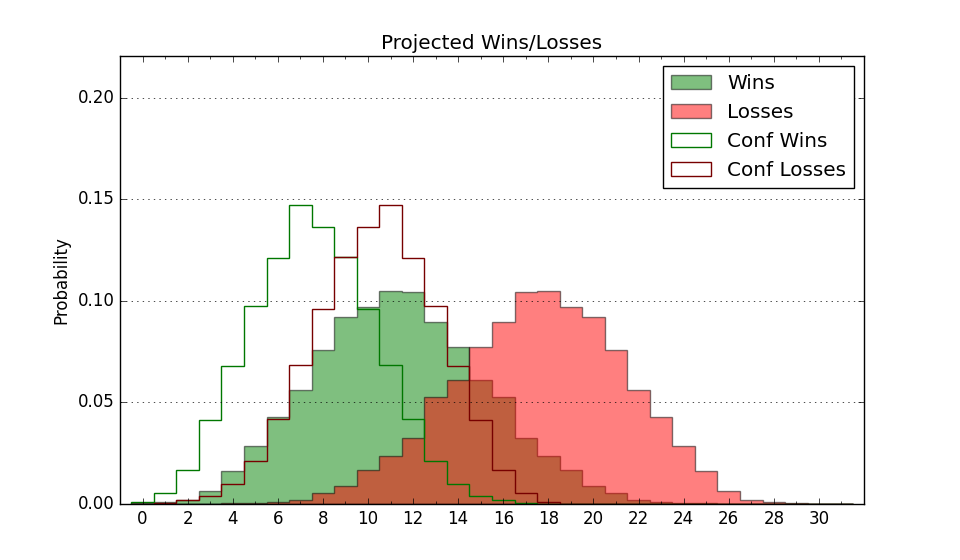 Projected Wins/Losses
Probability
0.20
0.15
0.10
0.05
0.00
Wins
Losses
Conf Wins
Conf Losses
0 2 4 6 8 10 12 14 16 18 20 22 24 26 28 30